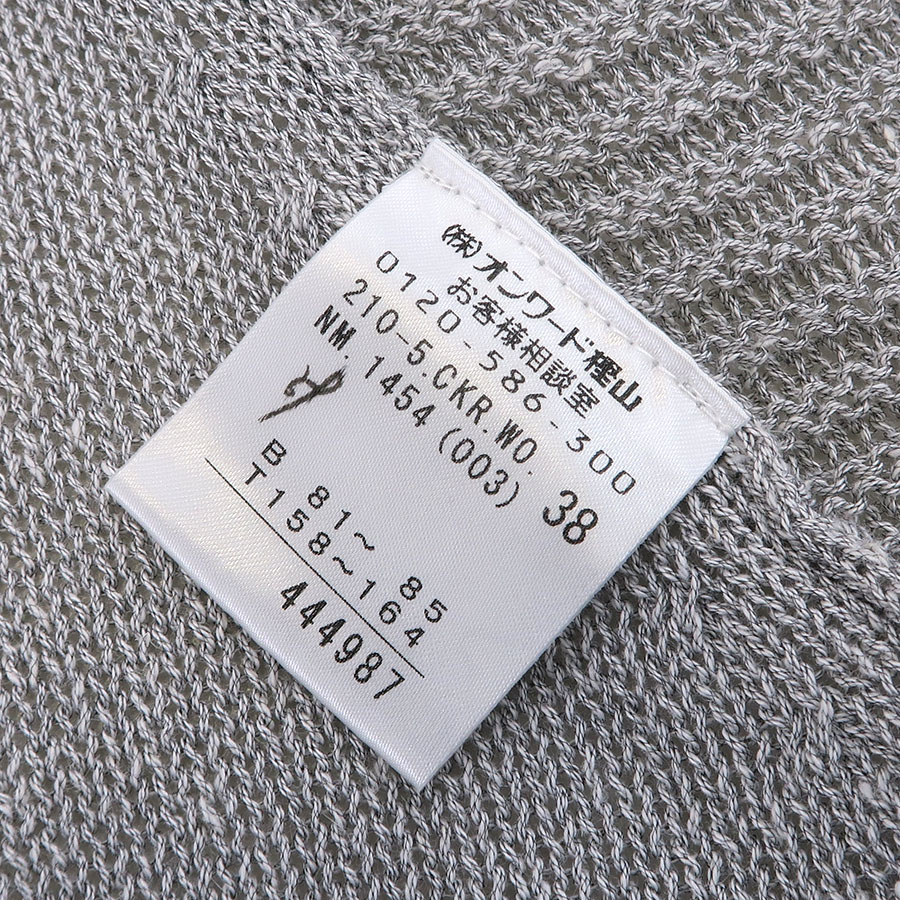 (株)オンワード樫山
お客様相談室
0120-586-300
210-5.CKR.WO.
NM.1454(003) 38
B 81~ 85
T158~164
444987